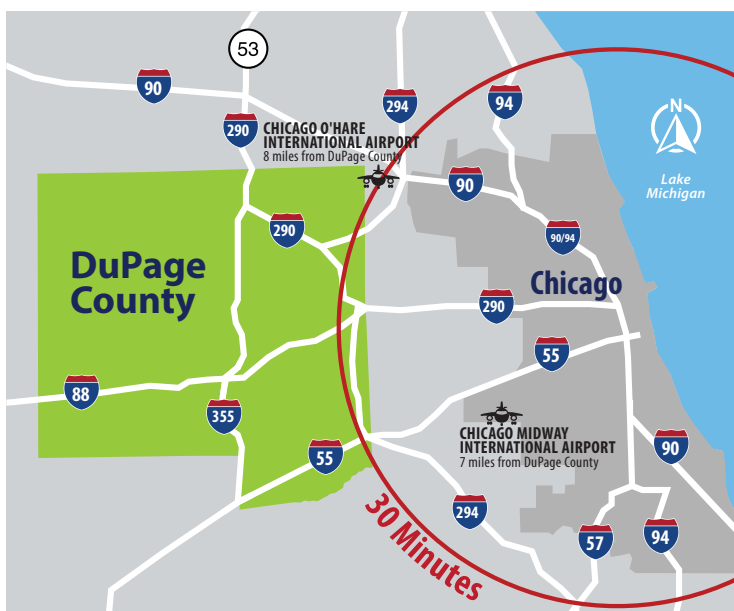 53
90
294
94
290
CHICAGO O'HARE
INTERNATIONAL AIRPORT
8 miles from DuPage County
N
Lake
Michigan
90
290
90/94
DuPage
County
Chicago
290
55
88
355
CHICAGO MIDWAY
INTERNATIONAL AIRPORT
7 miles from DuPage County
90
55
294
30 Minutes
57
94